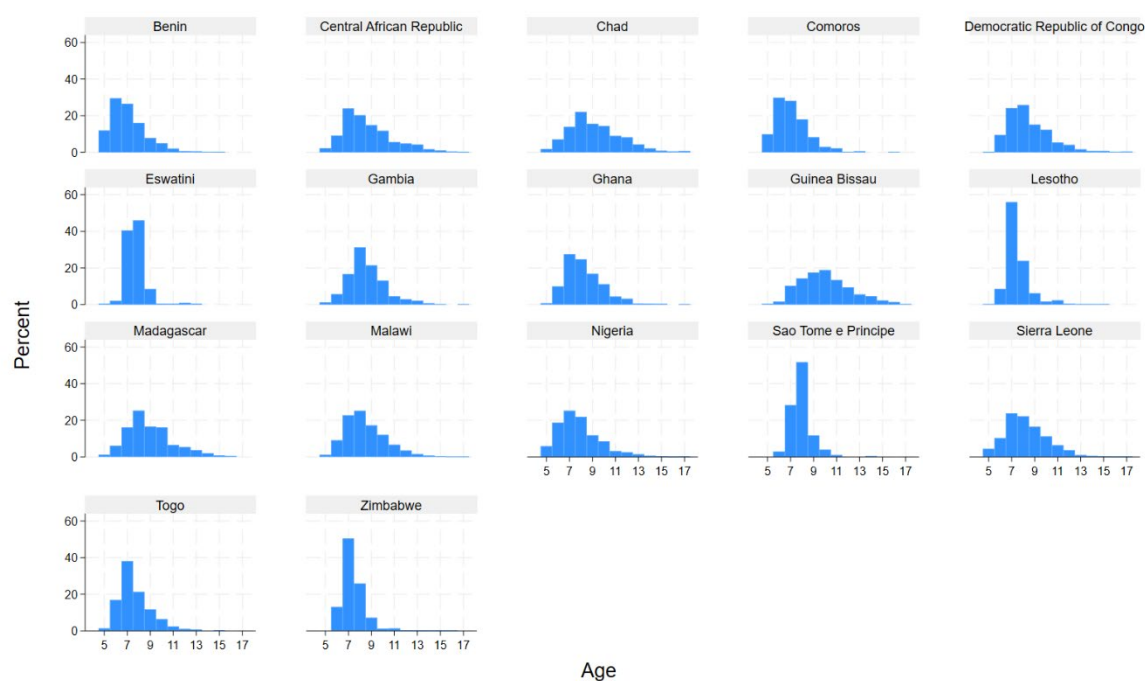 Benin Central African Republic Chad Comoros Democratic Republic of Congo
60
40
20
0
Eswatini Gambia Ghana Guinea Bissau Lesotho
60
40
20
0
Percent
Madagascar Malawi Nigeria Sao Tome e Principe Sierra Leone
60
40
20
0
5 7 9 11 13 15 17 5 7 9 11 13 15 17 5 7 9 11 13 15 17
Togo Zimbabwe
60
40
20
0
5 7 9 11 13 15 17 5 7 9 11 13 15 17
Age